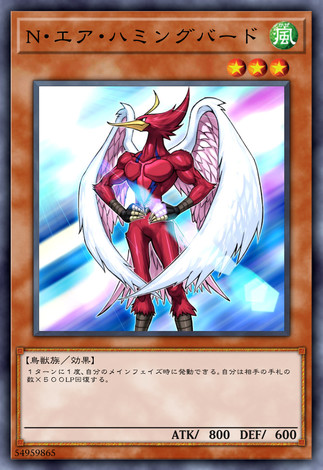 N・エア・ハミングバード 風
【鳥獣族／効果】
１ターンに１度、自分のメインフェイズ時に発動できる。自分は相手の手札の
数×５００LP回復する。
ATK/ 800 DEF/ 600
54959865